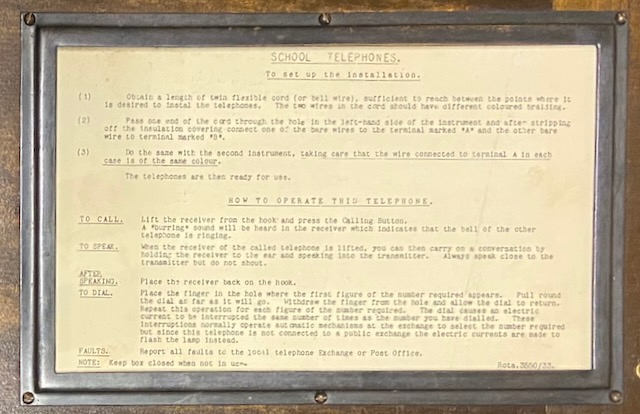 SCHOOL TELEPHONES.
To set up the installation.
(1) Obtain a length of twin flexible cord (or bell wire), sufficient to reach between the points where it
is desired to instal the telephones. The two wires in the cord should have different coloured braiding.
(2) Pass one end of the cord through the hole in the left-hand side of the instrument and after stripping
off the insulation covering connect one of the bare wires to the terminal marked "A" and the other bare
wire to terminal marked "B".
(3) Do the same with the second instrument, taking care that the wire connected to terminal A in each
case is of the same colour.
The telephones are then ready for use.
HOW TO OPERATE THIS TELEPHONE.
TO CALL. Lift the receiver from the hook and press the Calling Button.
A "burring" sound will be heard in the receiver which indicates that the bell of the other
telephone is ringing.
TO SPEAK. When the receiver of the called telephone is lifted, you can then carry on a conversation by
holding the receiver to the ear and speaking into the transmitter. Always speak close to the
transmitter but do not shout.
AFTER
SPEAKING. Place the receiver back on the hook.
TO DIAL. Place the finger in the hole where the first figure of the number required appears. Pull round
the dial as far as it will go. Withdraw the finger from the hole and allow the dial to return.
Repeat this operation for each figure of the number required. The dial causes an electric
current to be interrupted the same number of times as the number you have dialled. These
interruptions normally operate automatic mechanisms at the exchange to select the number required
but since this telephone is not connected to a public exchange the electric currents are made to
flash the lamp instead.
FAULTS. Report all faults to the local telephone Exchange or Post Office.
NOTE: Keep box closed when not in use.
Rota.3550/33.